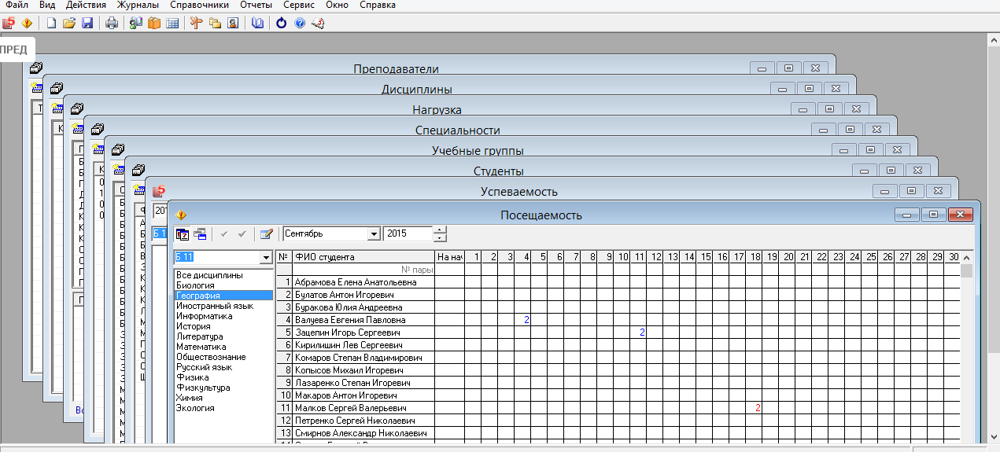 Файл Вид Действия Журналы Справочники Отчеты Сервис Окно Справка
ПРЕД
Преподаватели
Дисциплины
Нагрузка
Специальности
Учебные группы
Студенты
Успеваемость
Посещаемость
Сентябрь 2015
Б 11
Все дисциплины
Биология
География
Иностранный язык
Информатика
История
Литература
Математика
Обществознание
Русский язык
Физика
Физкультура
Химия
Экология
№ ФИО студента На нач 1 2 3 4 5 6 7 8 9 10 11 12 13 14 15 16 17 18 19 20 21 22 23 24 25 26 27 28 29 30
№ пары
1 Абрамова Елена Анатольевна
2 Булатов Антон Игоревич
3 Буракова Юлия Андреевна
4 Валуева Евгения Павловна 2
5 Зацепин Игорь Сергеевич 2
6 Кирилишин Лев Сергеевич
7 Комаров Степан Владимирович
8 Копысов Михаил Игоревич
9 Лазаренко Степан Игоревич
10 Макаров Антон Игоревич
11 Малков Сергей Валерьевич 2
12 Петренко Сергей Николаевич
13 Смирнов Александр Николаевич